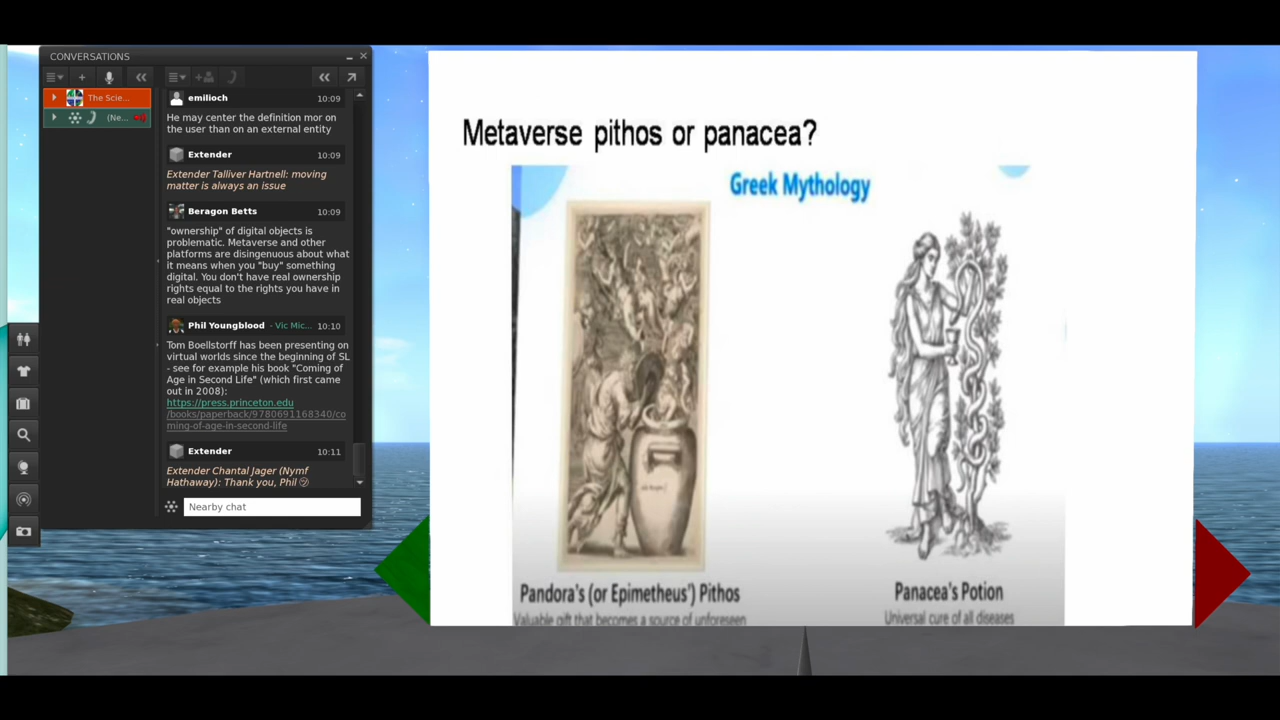 CONVERSATIONS
The Scie...
(Ne...
emilioch 10:09
He may center the definition mor on
the user than on an external entity
Extender 10:09
Extender Talliver Hartnell: moving
matter is always an issue
Beragon Betts 10:09
"ownership" of digital objects is
problematic. Metaverse and other
platforms are disingenuous about what
it means when you "buy" something
digital. You don't have real ownership
rights equal to the rights you have in
real objects
Phil Youngblood - Vic Mic... 10:10
Tom Boellstorff has been presenting on
virtual worlds since the beginning of SL
- see for example his book "Coming of
Age in Second Life" (which first came
out in 2008):
https://press.princeton.edu
/books/paperback/9780691168340/co
ming-of-age-in-second-life
Extender 10:11
Extender Chantal Jager (Nymf
Hathaway): Thank you, Phil
Nearby chat
Metaverse pithos or panacea?
Greek Mythology
Pandora's (or Epimetheus') Pithos
Valuable gift that becomes a source of unforeseen
Panacea's Potion
Universal cure of all diseases